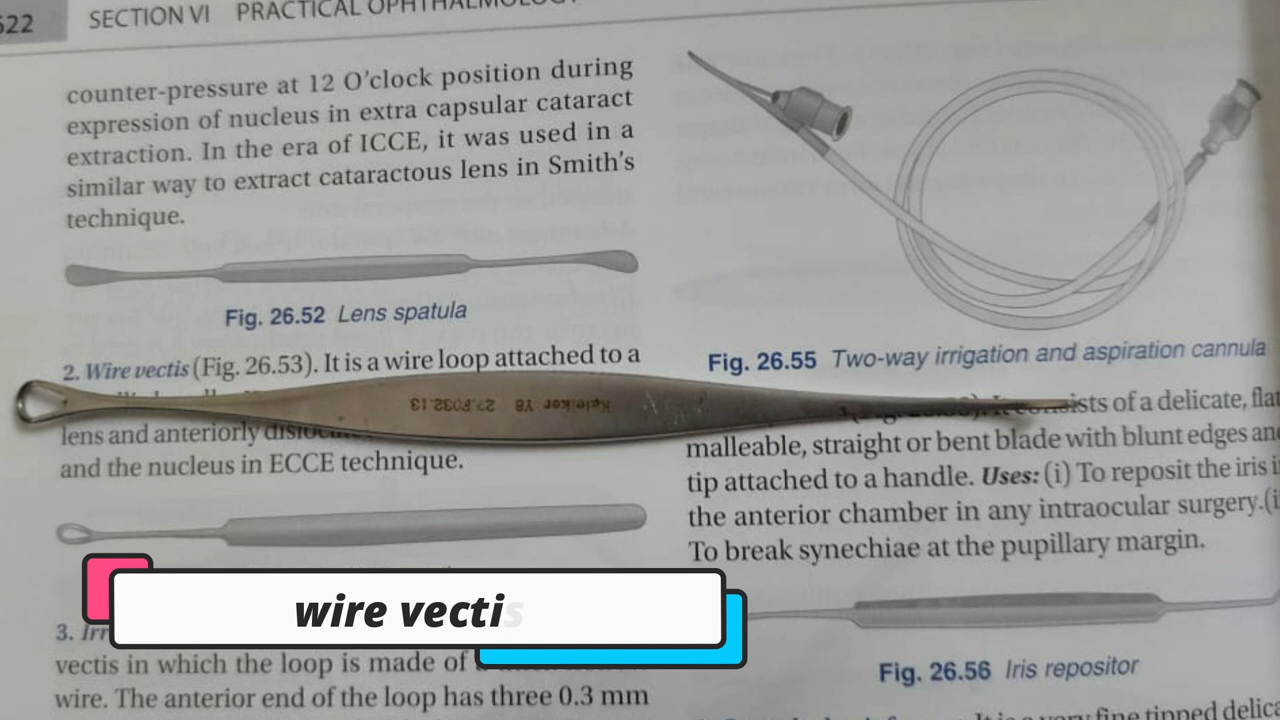 622
SECTION VI PRACTICAL OPHTHALMOLOGY
counter-pressure at 12 O'clock position during
expression of nucleus in extra capsular cataract
extraction. In the era of ICCE, it was used in a
similar way to extract cataractous lens in Smith's
technique.
Fig. 26.52 Lens spatula
2. Wire vectis (Fig. 26.53). It is a wire loop attached to a
lens and anteriorly
and the nucleus in ECCE technique.
3.
vectis in which the loop is made of
wire. The anterior end of the loop has three 0.3 mm
Fig. 26.55 Two-way irrigation and aspiration cannula
of a delicate, flat
malleable, straight or bent blade with blunt edges and
tip attached to a handle. Uses: (i) To reposit the iris
the anterior chamber in any intraocular surgery.
To break synechiae at the pupillary margin.
Fig. 26.56 Iris repositor
fine tipped
wire vectis